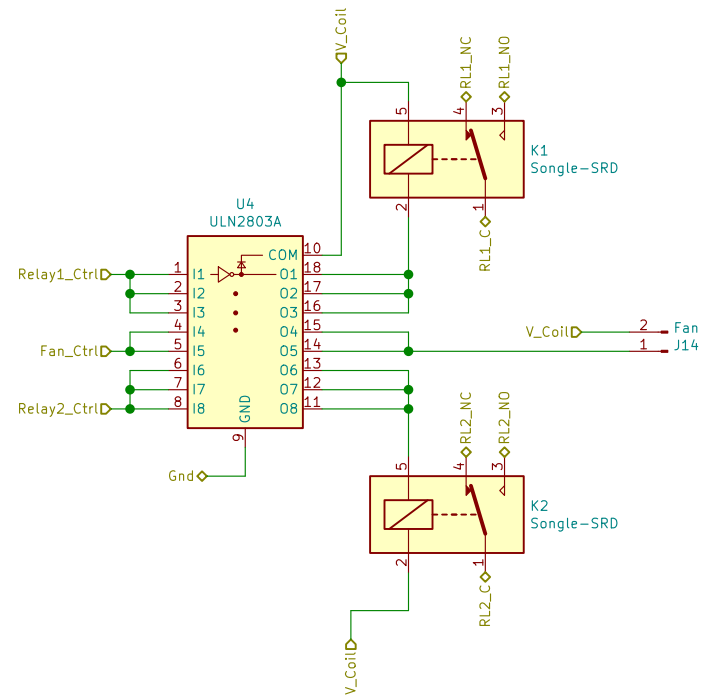 V_Coil
RL1_NC
RL1_NO
5
4
3
K1
Songle-SRD
2
1
RL1_C
U4
ULN2803A
COM
10
Relay1_Ctrl
1
I1
O1
18
2
I2
O2
17
3
I3
O3
16
4
I4
O4
15
Fan_Ctrl
5
I5
O5
14
6
I6
O6
13
7
I7
O7
12
Relay2_Ctrl
8
I8
O8
11
GND
9
Gnd
V_Coil
2
Fan
1
J14
RL2_NC
RL2_NO
5
4
3
K2
Songle-SRD
2
1
RL2_C
V_Coil